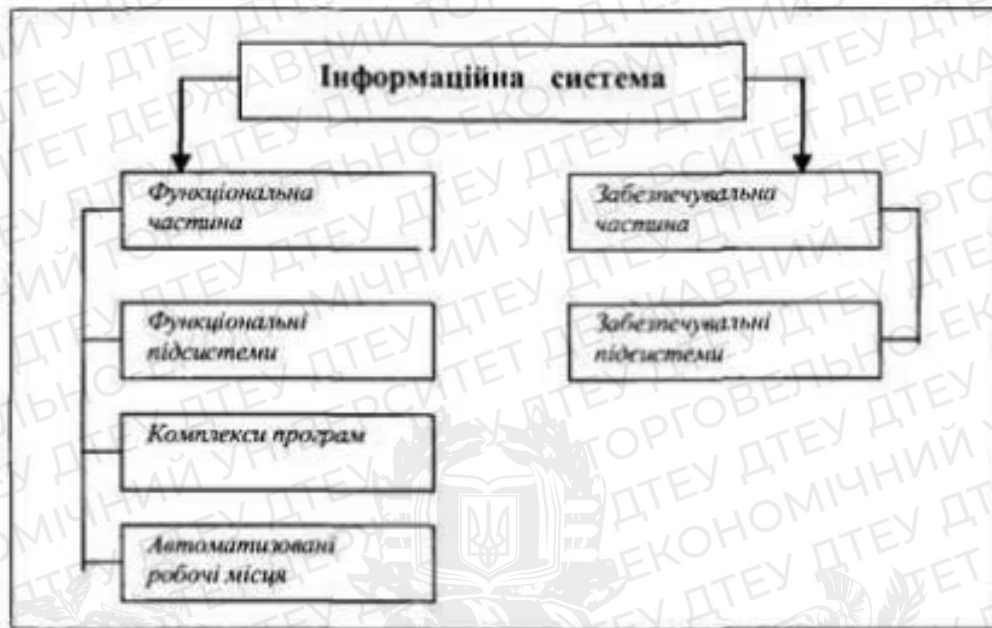 Інформаційна система
Функціональна
частина
Забезпечувальна
частина
Функціональні
підсистеми
Забезпечувальні
підсистеми
Комплекси програм
Автоматизовані
робочі місця